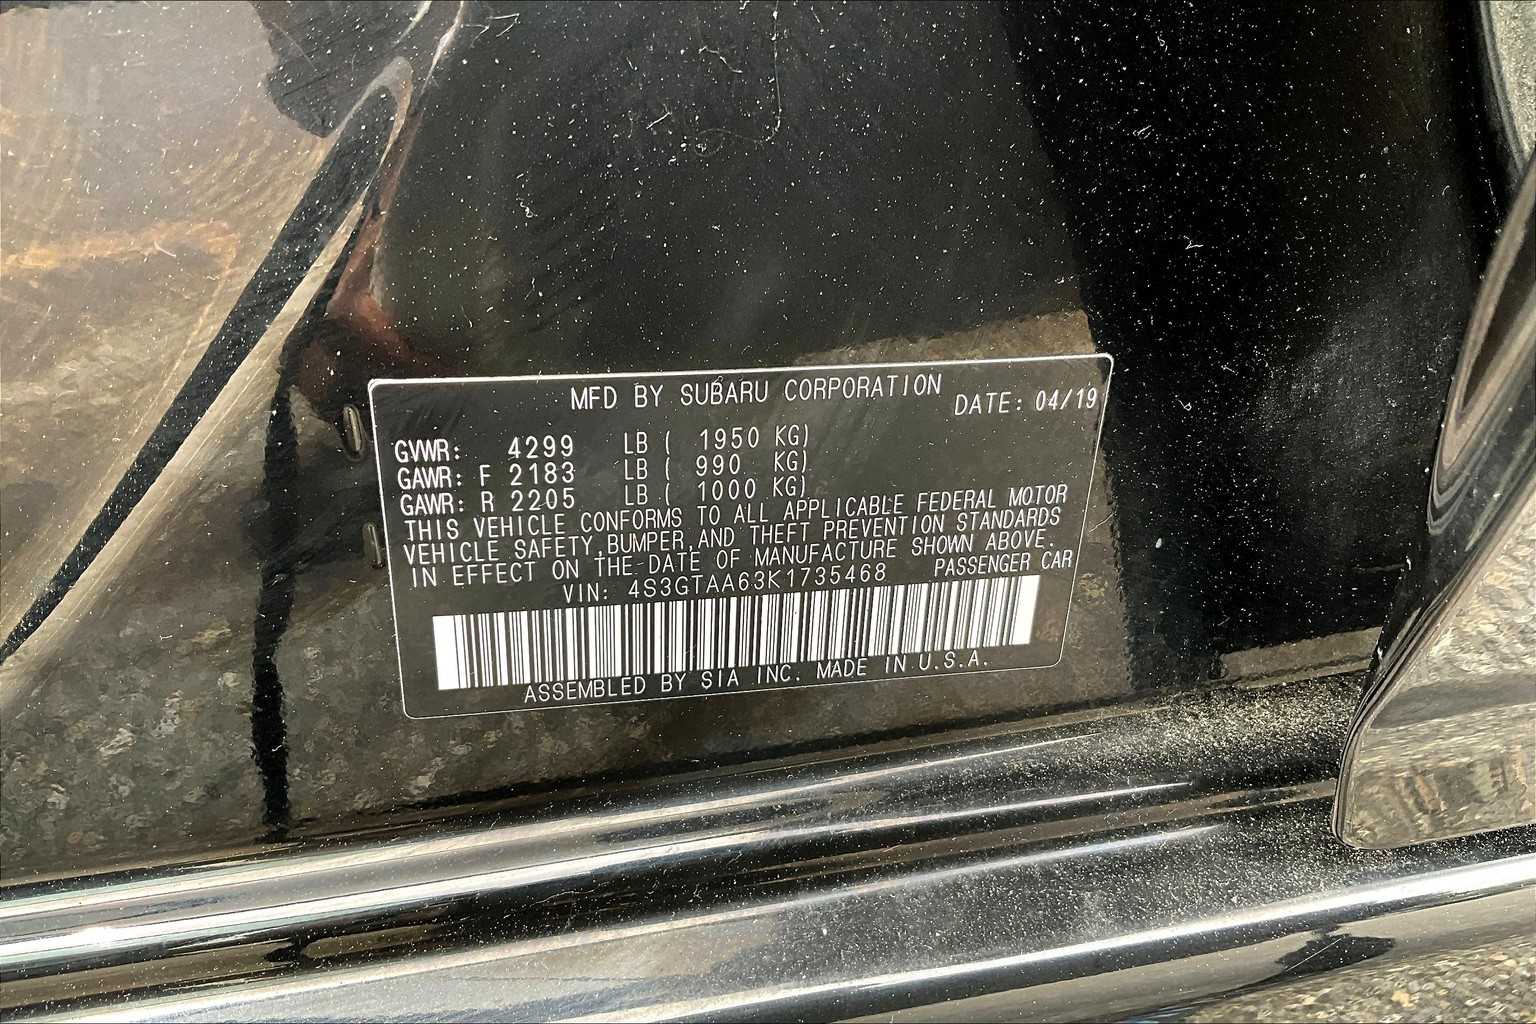 MFD BY SUBARU CORPORATION DATE: 04/19
GVWR: 4299 LB ( 1950 KG)
GAWR: F 2183 LB ( 990 KG)
GAWR: R 2205 LB ( 1000 KG)
THIS VEHICLE CONFORMS TO ALL APPLICABLE FEDERAL MOTOR
VEHICLE SAFETY,BUMPER,AND THEFT PREVENTION STANDARDS
IN EFFECT ON THE DATE OF MANUFACTURE SHOWN ABOVE.
VIN: 4S3GTAA63K1735468 PASSENGER CAR
ASSEMBLED BY SIA INC. MADE IN U.S.A.